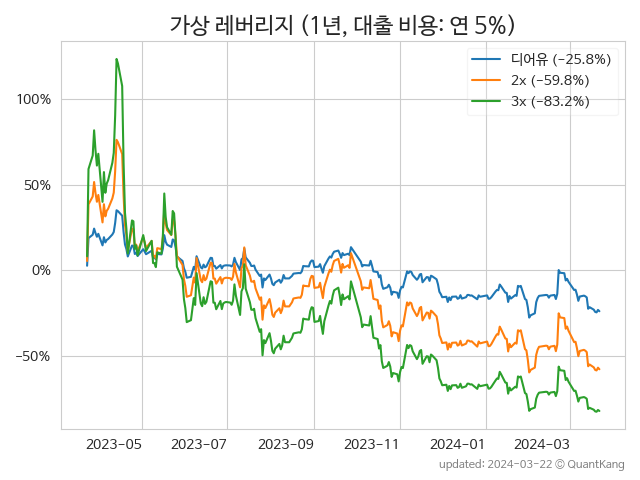 가상 레버리지 (1년, 대출 비용: 연 5%)
디어유 (−25.8%)
2x (−59.8%)
3x (−83.2%)
100%
50%
0%
−50%
2023-05
2023-07
2023-09
2023-11
2024-01
2024-03
updated: 2024-03-22 © QuantKang